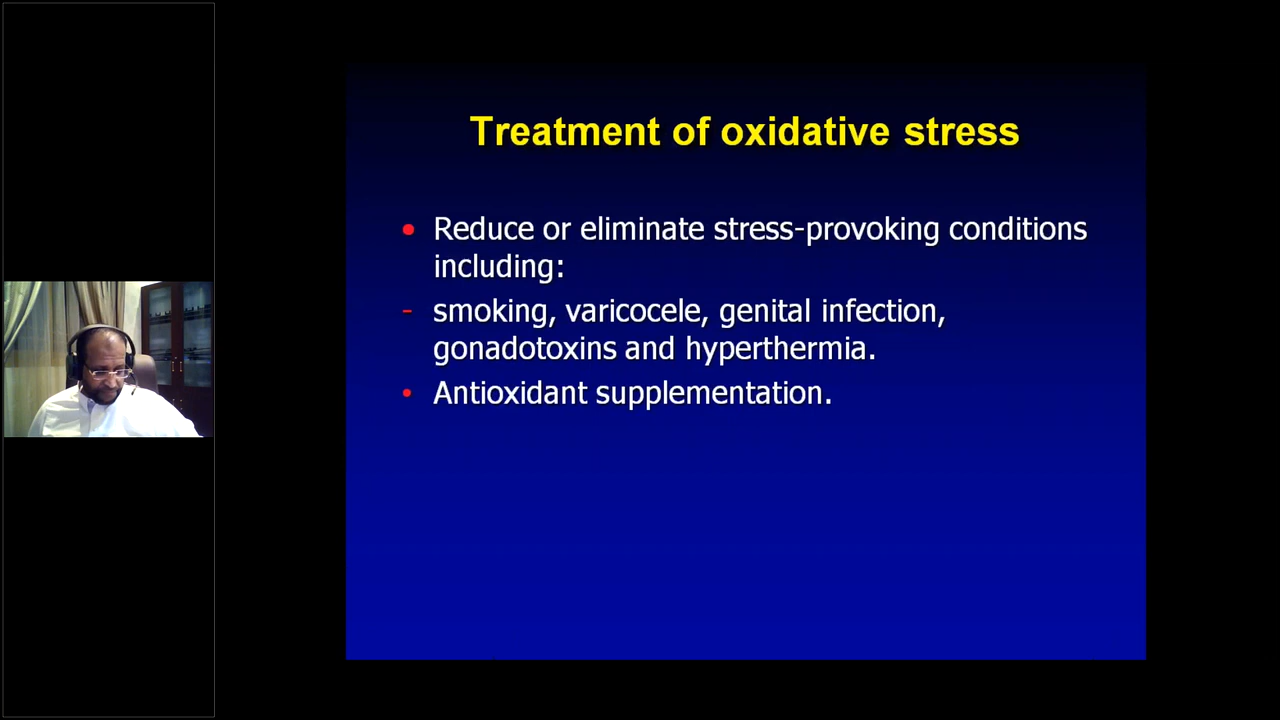 Treatment of oxidative stress
• Reduce or eliminate stress-provoking conditions
including:
- smoking, varicocele, genital infection,
gonadotoxins and hyperthermia.
• Antioxidant supplementation.